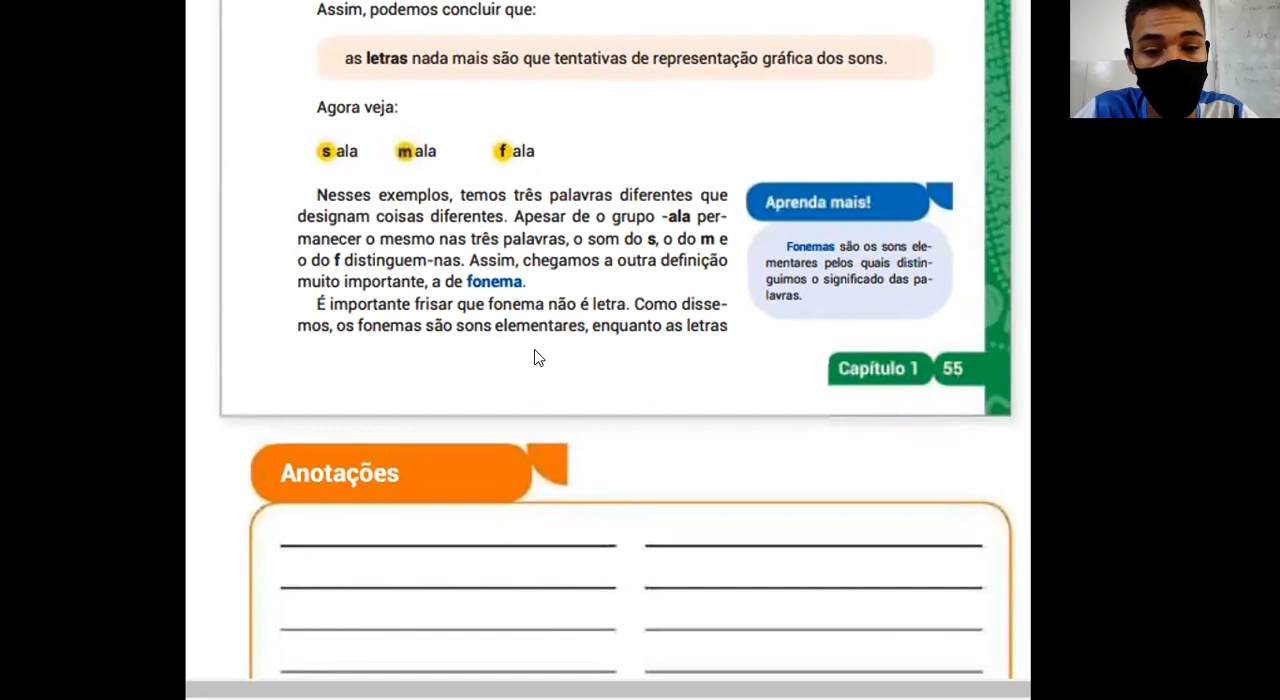 Assim, podemos concluir que:
as letras nada mais são que tentativas de representação gráfica dos sons.
Agora veja:
s ala mala f ala
Nesses exemplos, temos três palavras diferentes que
designam coisas diferentes. Apesar de o grupo -ala per-
manecer o mesmo nas três palavras, o som do s, o do m e
o do f distinguem-nas. Assim, chegamos a outra definição
muito importante, a de fonema.
É importante frisar que fonema não é letra. Como disse-
mos, os fonemas são sons elementares, enquanto as letras
Aprenda mais!
Fonemas são os sons ele-
mentares pelos quais distin-
guimos o significado das pa-
lavras.
Capítulo 1 55
Anotações